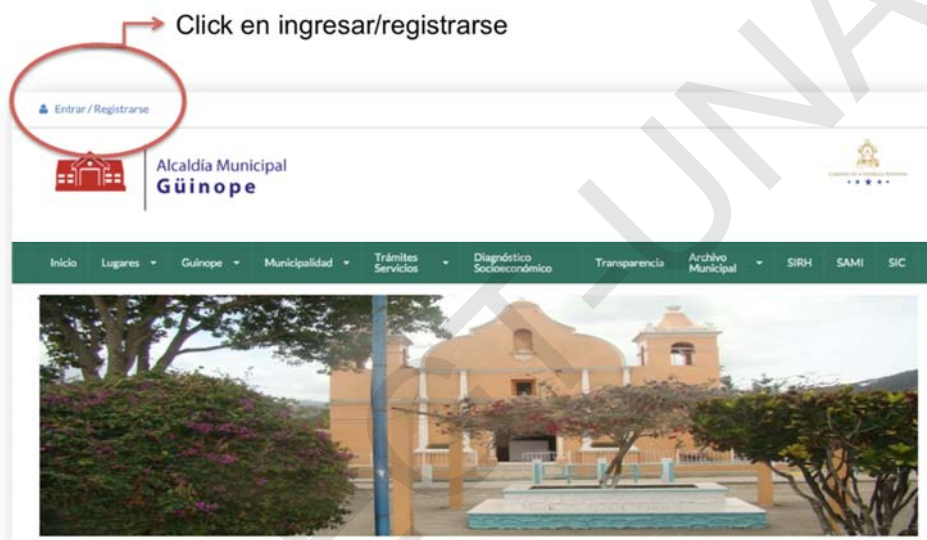 Click en ingresar/registrarse
Entrar / Registrarse
Alcaldía Municipal
Güinope
Inicio
Lugares
Guinope
Municipalidad
Trámites
Servicios
Diagnóstico
Socioeconómico
Transparencia
Archivo
Municipal
SIRH
SAMI
SIC